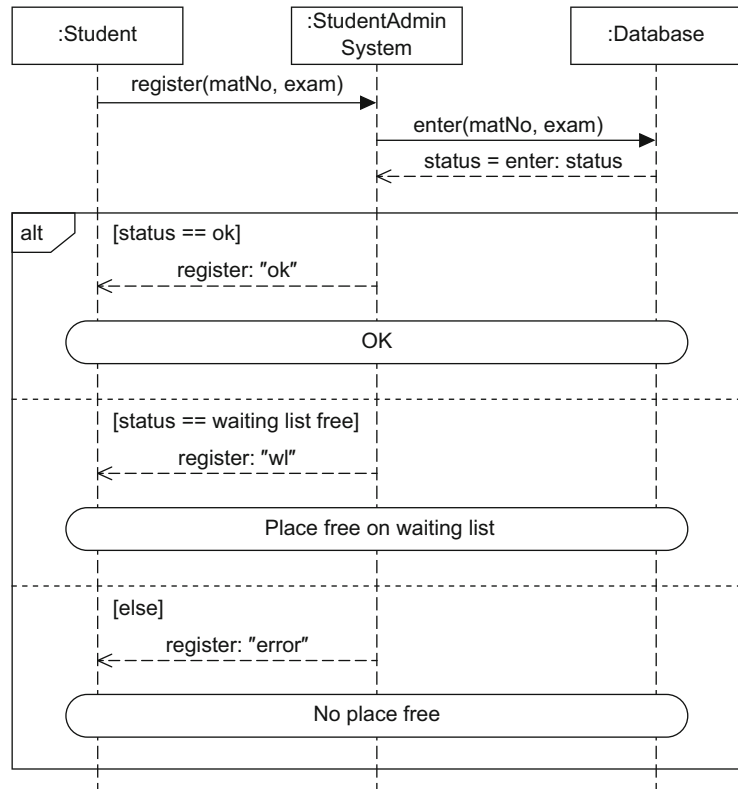 :Student
:StudentAdmin
System
:Database
register(matNo, exam)
enter(matNo, exam)
status = enter: status
alt
[status == ok]
register: "ok"
OK
[status == waiting list free]
register: "wl"
Place free on waiting list
[else]
register: "error"
No place free